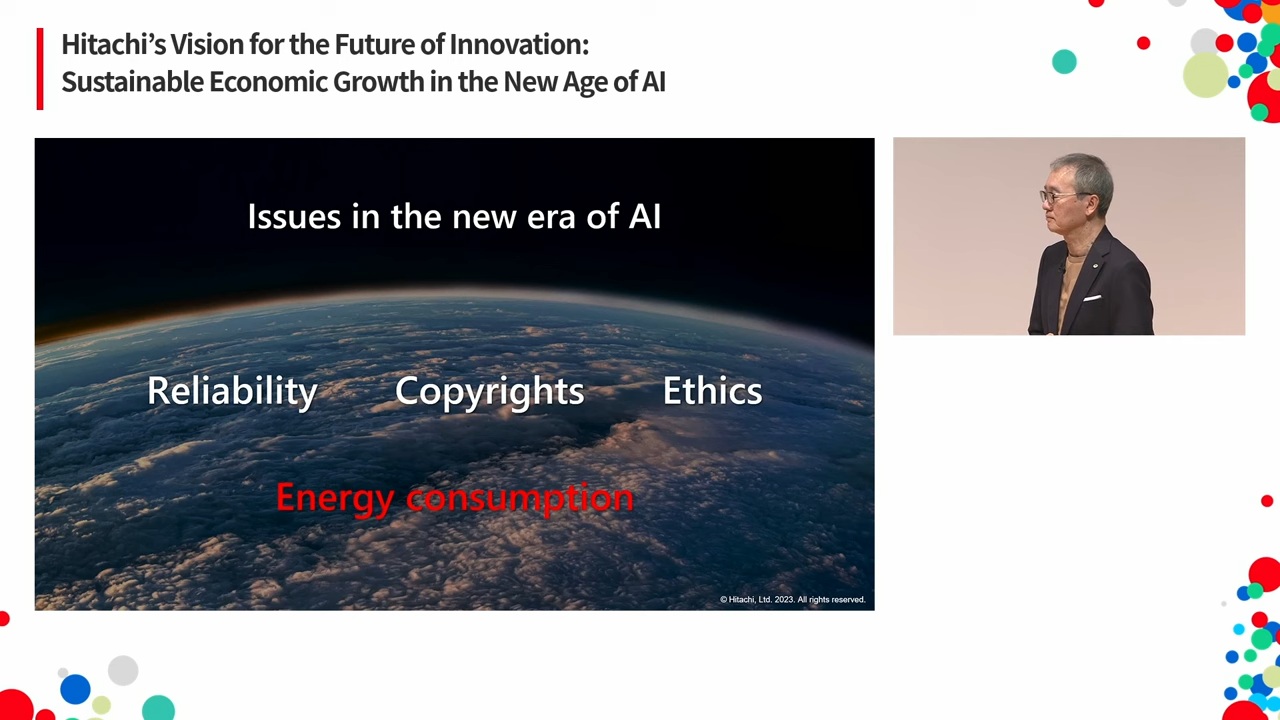 Hitachi’s Vision for the Future of Innovation:
Sustainable Economic Growth in the New Age of AI
Issues in the new era of AI
Reliability Copyrights Ethics
Energy consumption
© Hitachi, Ltd. 2023. All rights reserved.